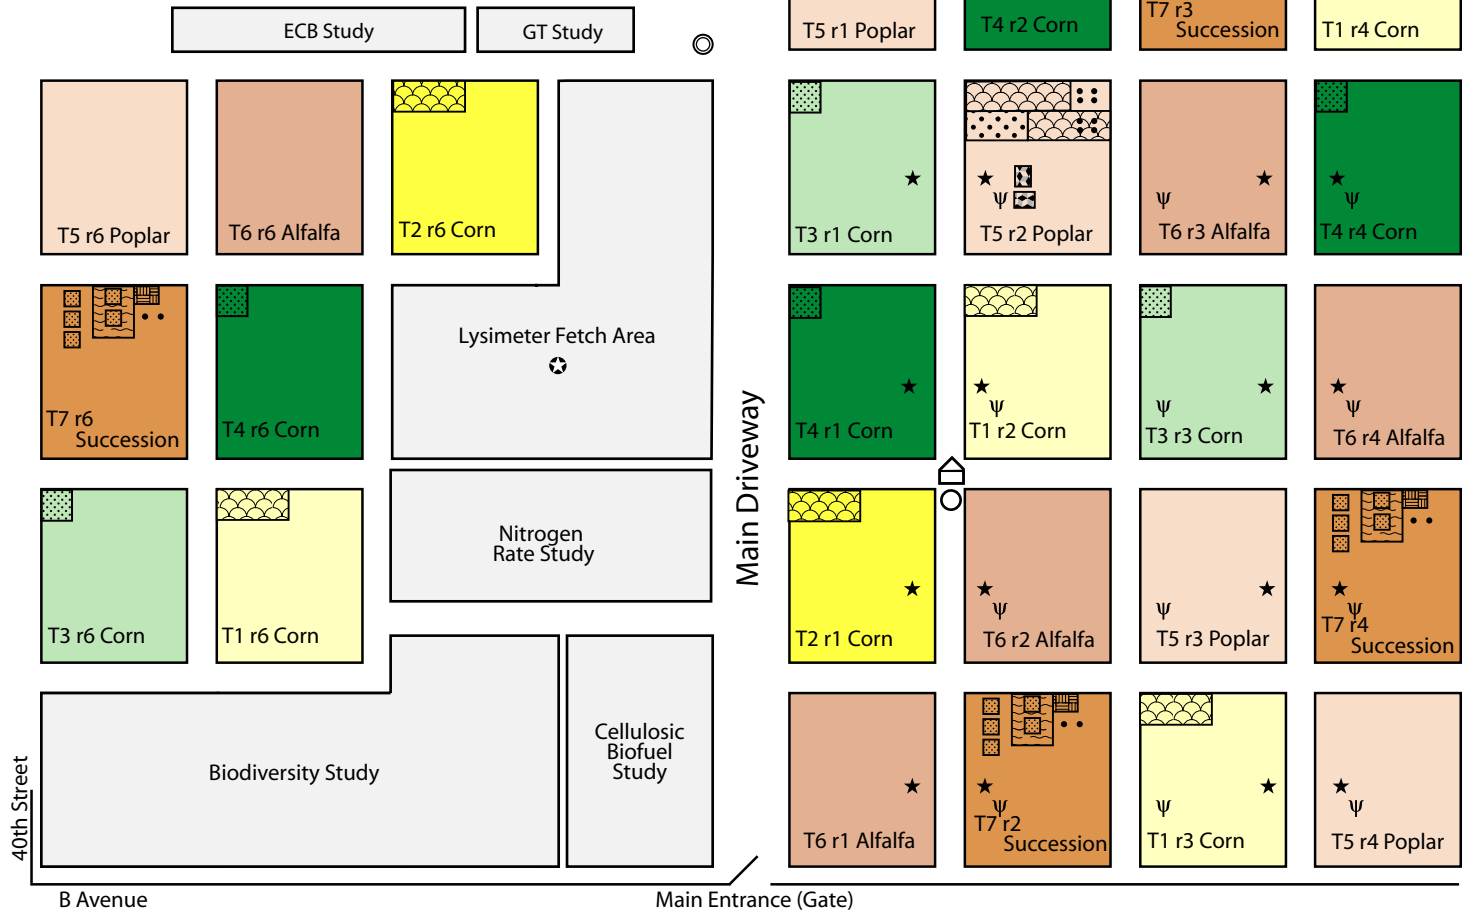 ECB Study
GT Study
T5 r1 Poplar
T4 r2 Corn
T7 r3
Succession
T1 r4 Corn
T5 r6 Poplar
T6 r6 Alfalfa
T2 r6 Corn
T3 r1 Corn
T5 r2 Poplar
T6 r3 Alfalfa
T4 r4 Corn
ψ
ψ
ψ
Lysimeter Fetch Area
T7 r6
Succession
T4 r6 Corn
T4 r1 Corn
T1 r2 Corn
T3 r3 Corn
T6 r4 Alfalfa
ψ
ψ
ψ
Main Driveway
Nitrogen
Rate Study
T3 r6 Corn
T1 r6 Corn
T2 r1 Corn
T6 r2 Alfalfa
T5 r3 Poplar
T7 r4
Succession
ψ
ψ
ψ
Biodiversity Study
Cellulosic
Biofuel
Study
T6 r1 Alfalfa
T7 r2
Succession
T1 r3 Corn
T5 r4 Poplar
ψ
ψ
ψ
40th Street
B Avenue
Main Entrance (Gate)